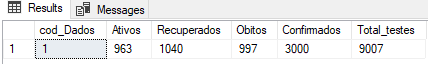 Results Messages
cod_Dados Ativos Recuperados Obitos Confirmados Total_testes
1 1 963 1040 997 3000 9007